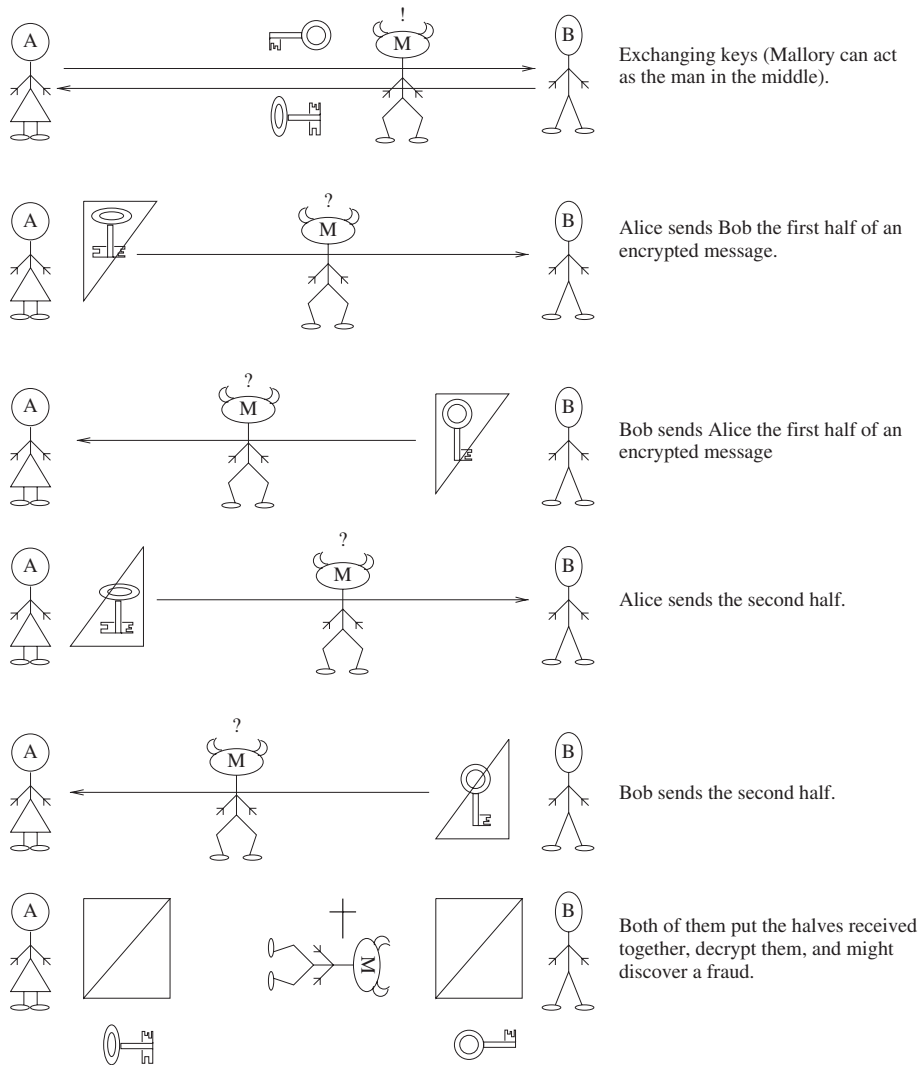 !
A
M
B
Exchanging keys (Mallory can act
as the man in the middle).
?
A
M
B
Alice sends Bob the first half of an
encrypted message.
?
A
M
B
Bob sends Alice the first half of an
encrypted message
?
A
M
B
Alice sends the second half.
?
A
M
B
Bob sends the second half.
A
M
B
Both of them put the halves received
together, decrypt them, and might
discover a fraud.